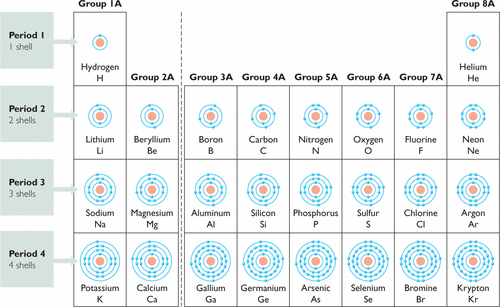 Group 1A
Group 8A
Period 1
1 shell
Hydrogen
H
Helium
He
Group 2A
Group 3A
Group 4A
Group 5A
Group 6A
Group 7A
Period 2
2 shells
Lithium
Li
Beryllium
Be
Boron
B
Carbon
C
Nitrogen
N
Oxygen
O
Fluorine
F
Neon
Ne
Period 3
3 shells
Sodium
Na
Magnesium
Mg
Aluminum
Al
Silicon
Si
Phosphorus
P
Sulfur
S
Chlorine
Cl
Argon
Ar
Period 4
4 shells
Potassium
K
Calcium
Ca
Gallium
Ga
Germanium
Ge
Arsenic
As
Selenium
Se
Bromine
Br
Krypton
Kr